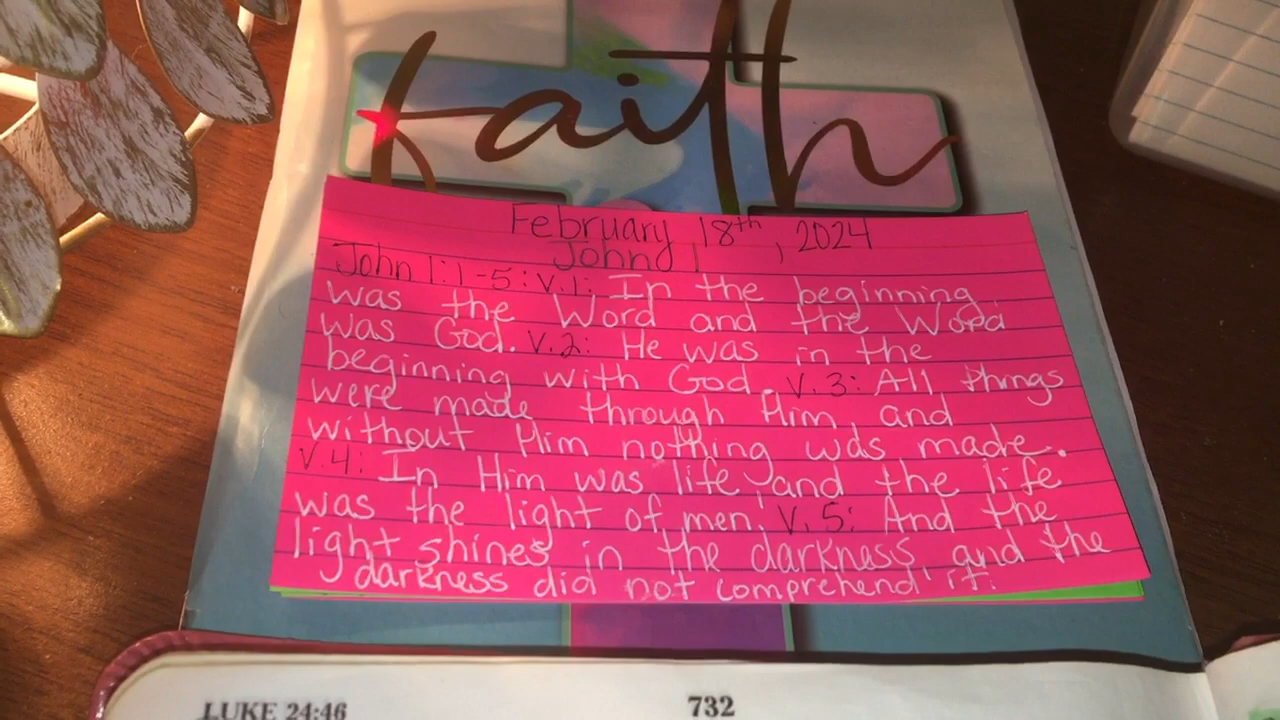 faith
February 18th, 2024
John 1
John 1:1-5: v.1: In the beginning
was the Word and the Word
was God. v.2: He was in the
beginning with God. v.3: All things
were made through Him and
without Him nothing was made.
v.4: In Him was life and the life
was the light of men. v.5: And the
light shines in the darkness and the
darkness did not comprehend it.
LUKE 24:46
732